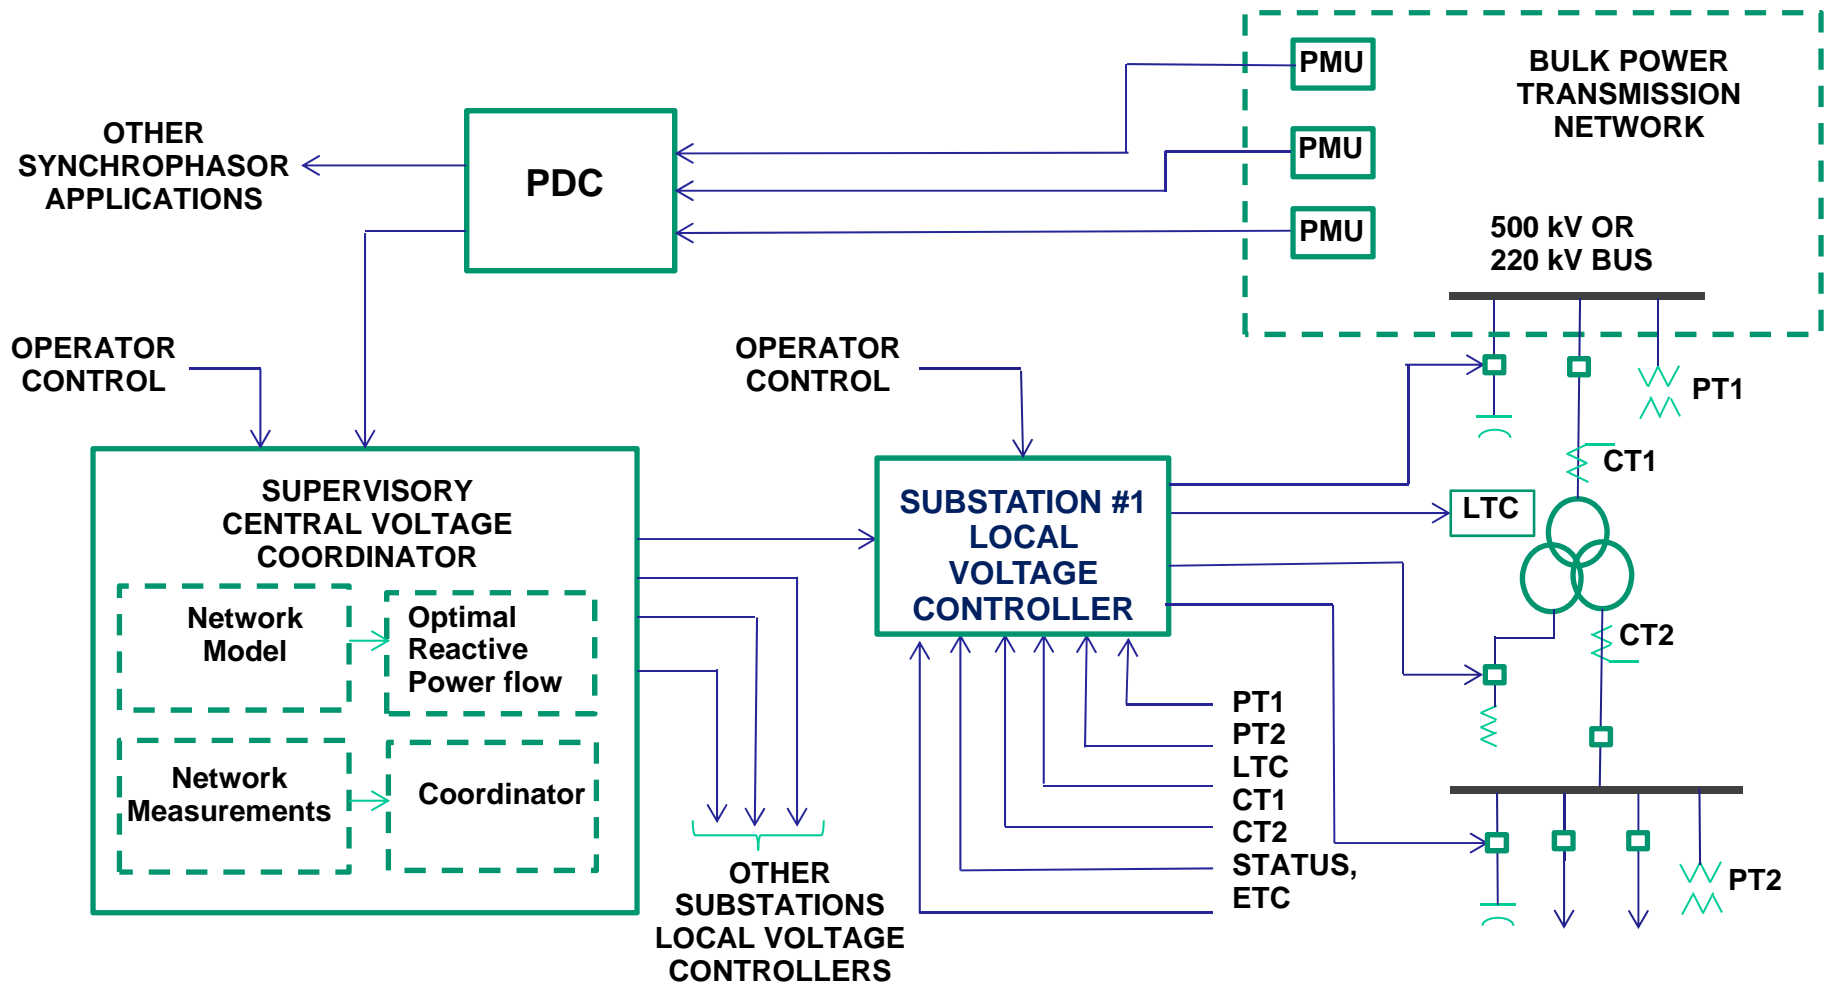 PMU
BULK POWER
TRANSMISSION
NETWORK
OTHER
SYNCHROPHASOR
APPLICATIONS
PDC
PMU
PMU
500 kV OR
220 kV BUS
OPERATOR
CONTROL
OPERATOR
CONTROL
PT1
CT1
SUPERVISORY
CENTRAL VOLTAGE
COORDINATOR
SUBSTATION #1
LOCAL
VOLTAGE
CONTROLLER
LTC
Network
Model
Optimal
Reactive
Power flow
CT2
Network
Measurements
Coordinator
PT1
PT2
LTC
CT1
CT2
STATUS,
ETC
PT2
OTHER
SUBSTATIONS
LOCAL VOLTAGE
CONTROLLERS